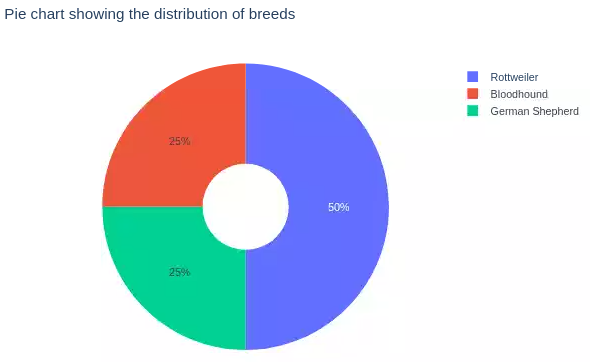 Pie chart showing the distribution of breeds
Rottweiler
Bloodhound
German Shepherd
25%
50%
25%